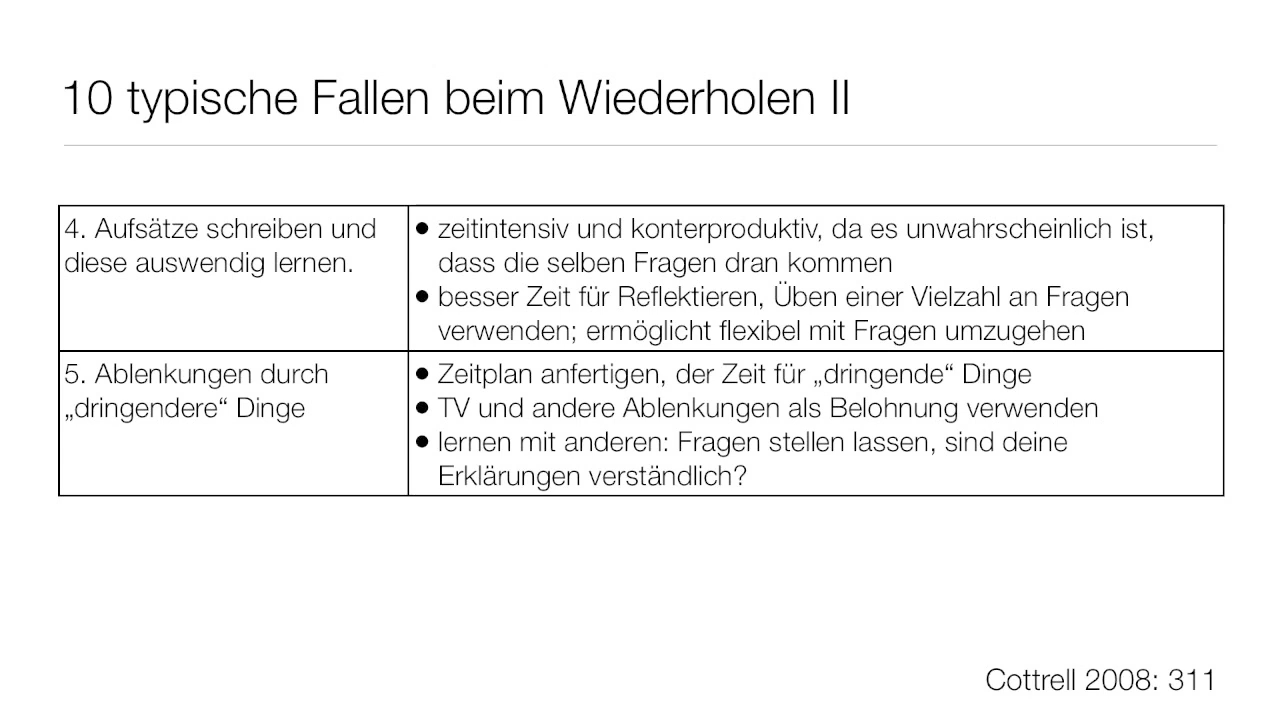 10 typische Fallen beim Wiederholen II
4. Aufsätze schreiben und
diese auswendig lernen.
● zeitintensiv und konterproduktiv, da es unwahrscheinlich ist,
dass die selben Fragen dran kommen
● besser Zeit für Reflektieren, Üben einer Vielzahl an Fragen
verwenden; ermöglicht flexibel mit Fragen umzugehen
5. Ablenkungen durch
„dringendere“ Dinge
● Zeitplan anfertigen, der Zeit für „dringende“ Dinge
● TV und andere Ablenkungen als Belohnung verwenden
● lernen mit anderen: Fragen stellen lassen, sind deine
Erklärungen verständlich?
Cottrell 2008: 311